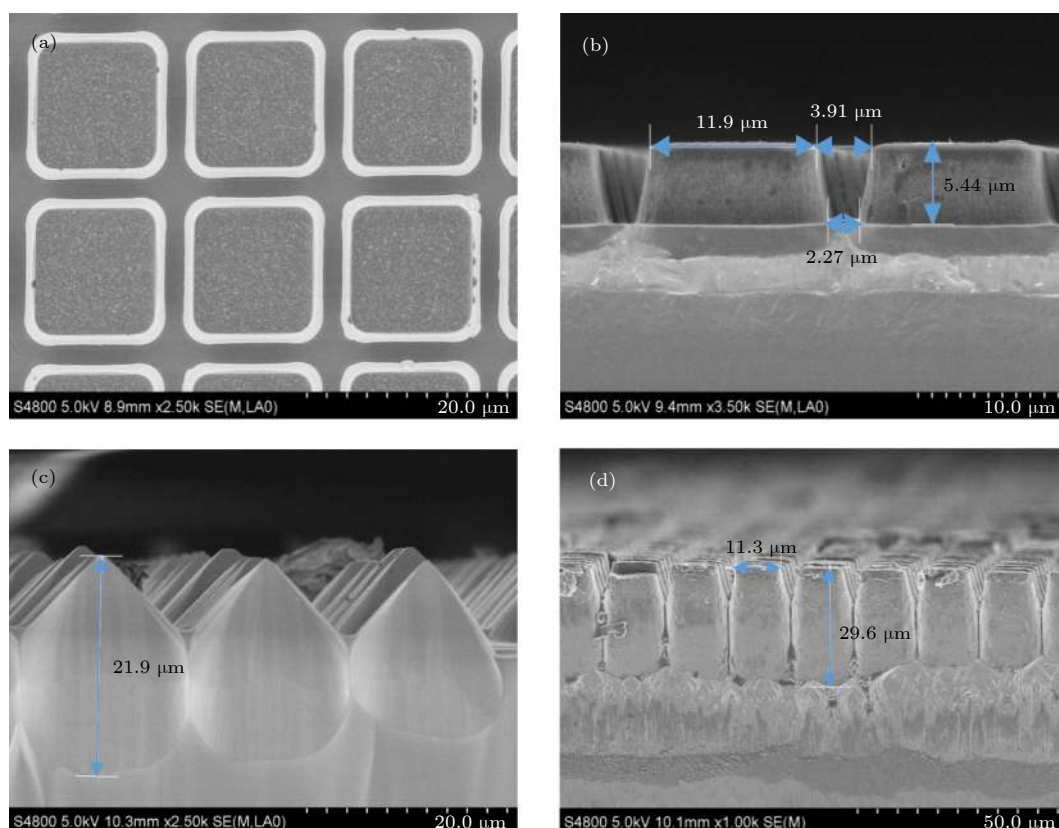 (a)
S4800 5.0kV 8.9mm x2.50k SE(M,LA0)
20.0 μm
(b)
11.9 μm
3.91 μm
5.44 μm
2.27 μm
S4800 5.0kV 9.4mm x3.50k SE(M,LA0)
10.0 μm
(c)
21.9 μm
S4800 5.0kV 10.3mm x2.50k SE(M,LA0)
20.0 μm
(d)
11.3 μm
29.6 μm
S4800 5.0kV 10.1mm x1.00k SE(M)
50.0 μm